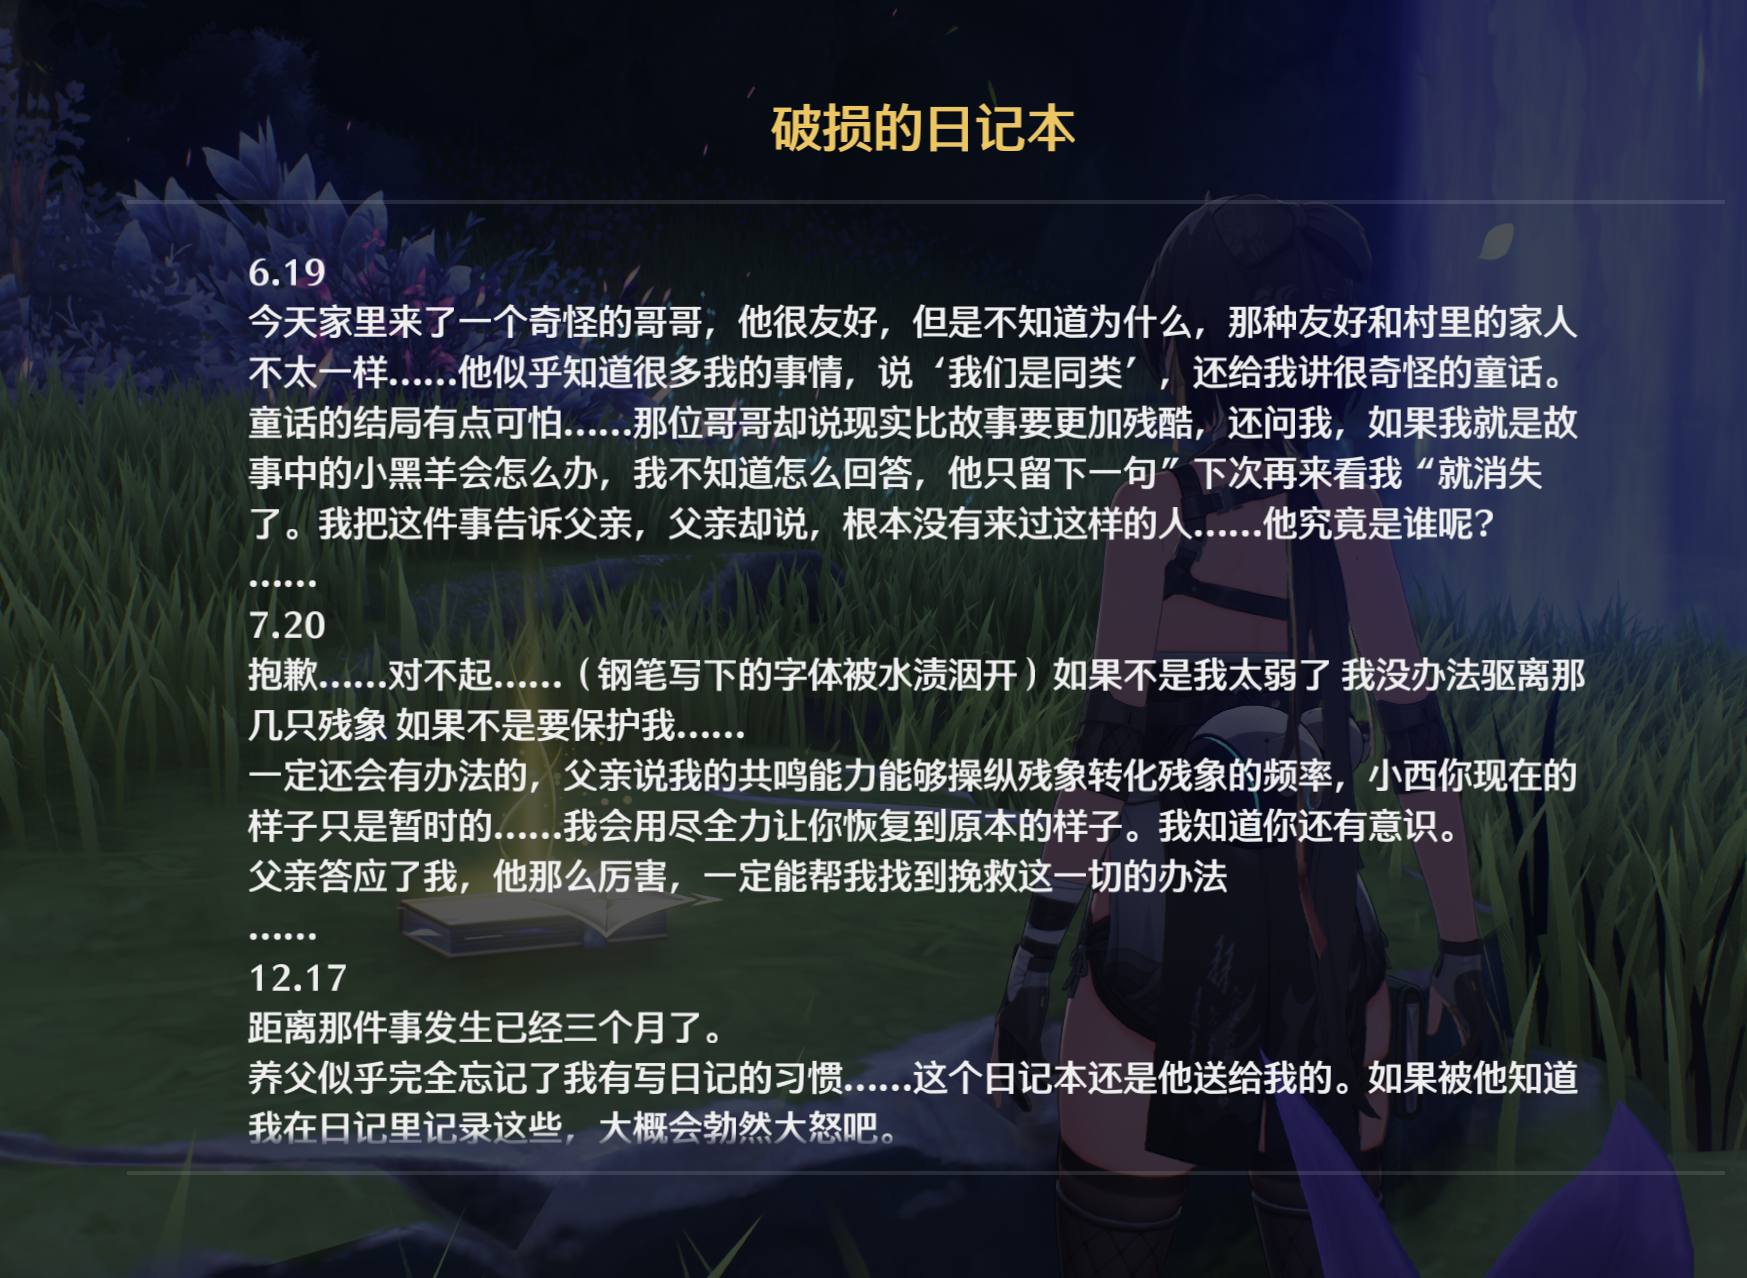 破损的日记本
6.19
今天家里来了一个奇怪的哥哥，他很友好，但是不知道为什么，那种友好和村里的家人
不太一样……他似乎知道很多我的事情，说‘我们是同类’，还给我讲很奇怪的童话。
童话的结局有点可怕……那位哥哥却说现实比故事要更加残酷，还问我，如果我就是故
事中的小黑羊会怎么办，我不知道怎么回答，他只留下一句”下次再来看我“就消失
了。我把这件事告诉父亲，父亲却说，根本没有来过这样的人……他究竟是谁呢？
……
7.20
抱歉……对不起……（钢笔写下的字体被水渍洇开）如果不是我太弱了 我没办法驱离那
几只残象 如果不是要保护我……
一定还会有办法的，父亲说我的共鸣能力能够操纵残象转化残象的频率，小西你现在的
样子只是暂时的……我会用尽全力让你恢复到原本的样子。我知道你还有意识。
父亲答应了我，他那么厉害，一定能帮我找到挽救这一切的办法
……
12.17
距离那件事发生已经三个月了。
养父似乎完全忘记了我有写日记的习惯……这个日记本还是他送给我的。如果被他知道
我在日记里记录这些，大概会勃然大怒吧。